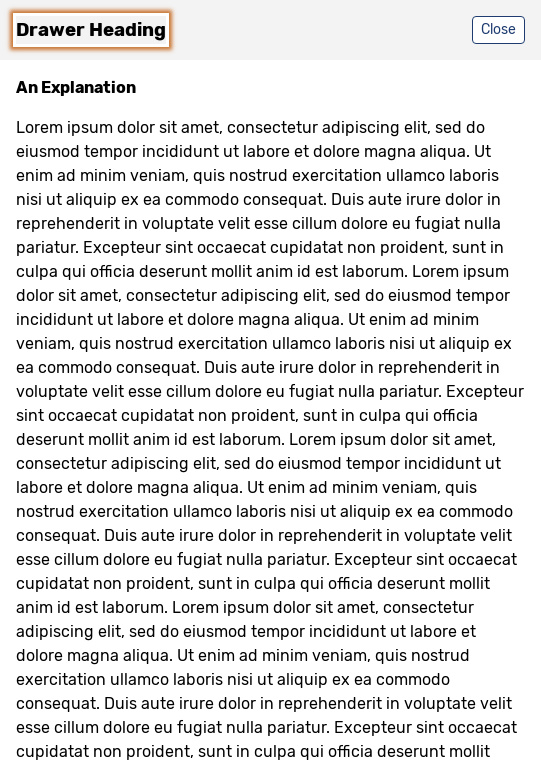 Drawer Heading
Close
An Explanation
Lorem ipsum dolor sit amet, consectetur adipiscing elit, sed do
eiusmod tempor incididunt ut labore et dolore magna aliqua. Ut
enim ad minim veniam, quis nostrud exercitation ullamco laboris
nisi ut aliquip ex ea commodo consequat. Duis aute irure dolor in
reprehenderit in voluptate velit esse cillum dolore eu fugiat nulla
pariatur. Excepteur sint occaecat cupidatat non proident, sunt in
culpa qui officia deserunt mollit anim id est laborum. Lorem ipsum
dolor sit amet, consectetur adipiscing elit, sed do eiusmod tempor
incididunt ut labore et dolore magna aliqua. Ut enim ad minim
veniam, quis nostrud exercitation ullamco laboris nisi ut aliquip ex
ea commodo consequat. Duis aute irure dolor in reprehenderit in
voluptate velit esse cillum dolore eu fugiat nulla pariatur. Excepteur
sint occaecat cupidatat non proident, sunt in culpa qui officia
deserunt mollit anim id est laborum. Lorem ipsum dolor sit amet,
consectetur adipiscing elit, sed do eiusmod tempor incididunt ut
labore et dolore magna aliqua. Ut enim ad minim veniam, quis
nostrud exercitation ullamco laboris nisi ut aliquip ex ea commodo
consequat. Duis aute irure dolor in reprehenderit in voluptate velit
esse cillum dolore eu fugiat nulla pariatur. Excepteur sint occaecat
cupidatat non proident, sunt in culpa qui officia deserunt mollit
anim id est laborum. Lorem ipsum dolor sit amet, consectetur
adipiscing elit, sed do eiusmod tempor incididunt ut labore et
dolore magna aliqua. Ut enim ad minim veniam, quis nostrud
exercitation ullamco laboris nisi ut aliquip ex ea commodo
consequat. Duis aute irure dolor in reprehenderit in voluptate velit
esse cillum dolore eu fugiat nulla pariatur. Excepteur sint occaecat
cupidatat non proident, sunt in culpa qui officia deserunt mollit